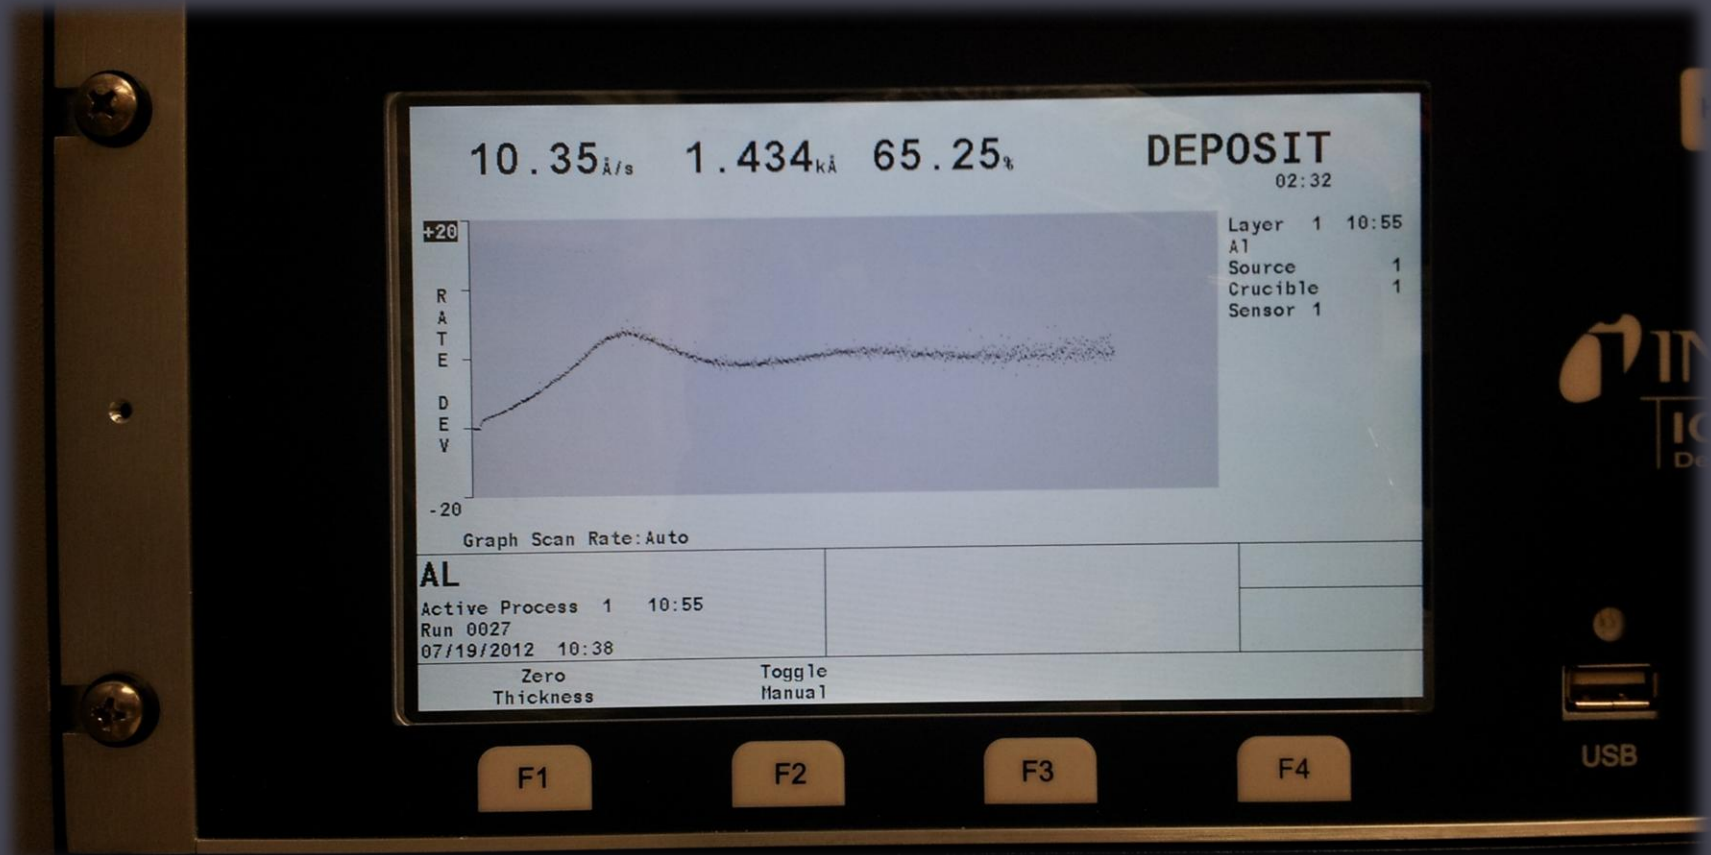 10.35Å/s 1.434kÅ 65.25% DEPOSIT
02:32
+20
RATE DEV
-20
Layer 1 10:55
Al
Source 1
Crucible 1
Sensor 1
Graph Scan Rate:Auto
AL
Active Process 1 10:55
Run 0027
07/19/2012 10:38
Zero Thickness
Toggle Manual
F1 F2 F3 F4
USB